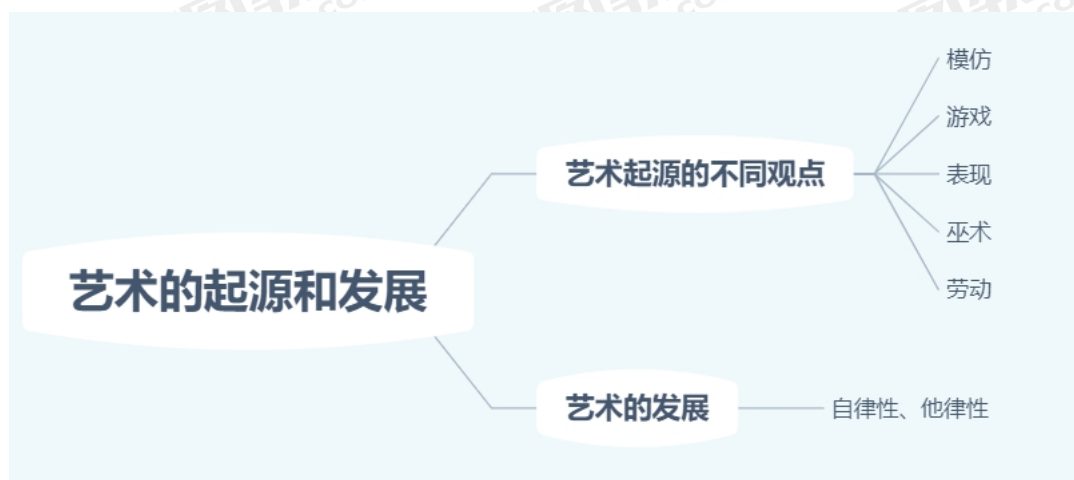 艺术的起源和发展
艺术起源的不同观点
模仿
游戏
表现
巫术
劳动
艺术的发展
自律性、他律性